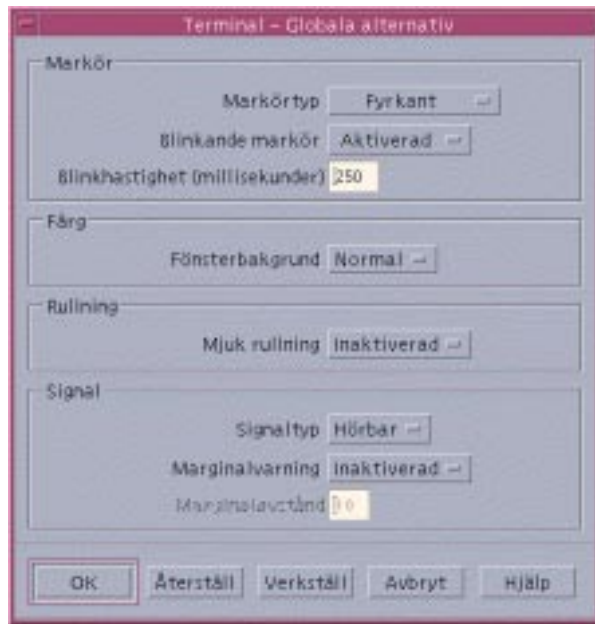 Terminal – Globala alternativ
Markör
Markörtyp Fyrkant
Blinkande markör Aktiverad
Blinkhastighet (millisekunder) 250
Färg
Fönsterbakgrund Normal
Rullning
Mjuk rullning Inaktiverad
Signal
Signaltyp Hörbar
Marginalvarning Inaktiverad
Marginalavstånd
OK Återställ Verkställ Avbryt Hjälp